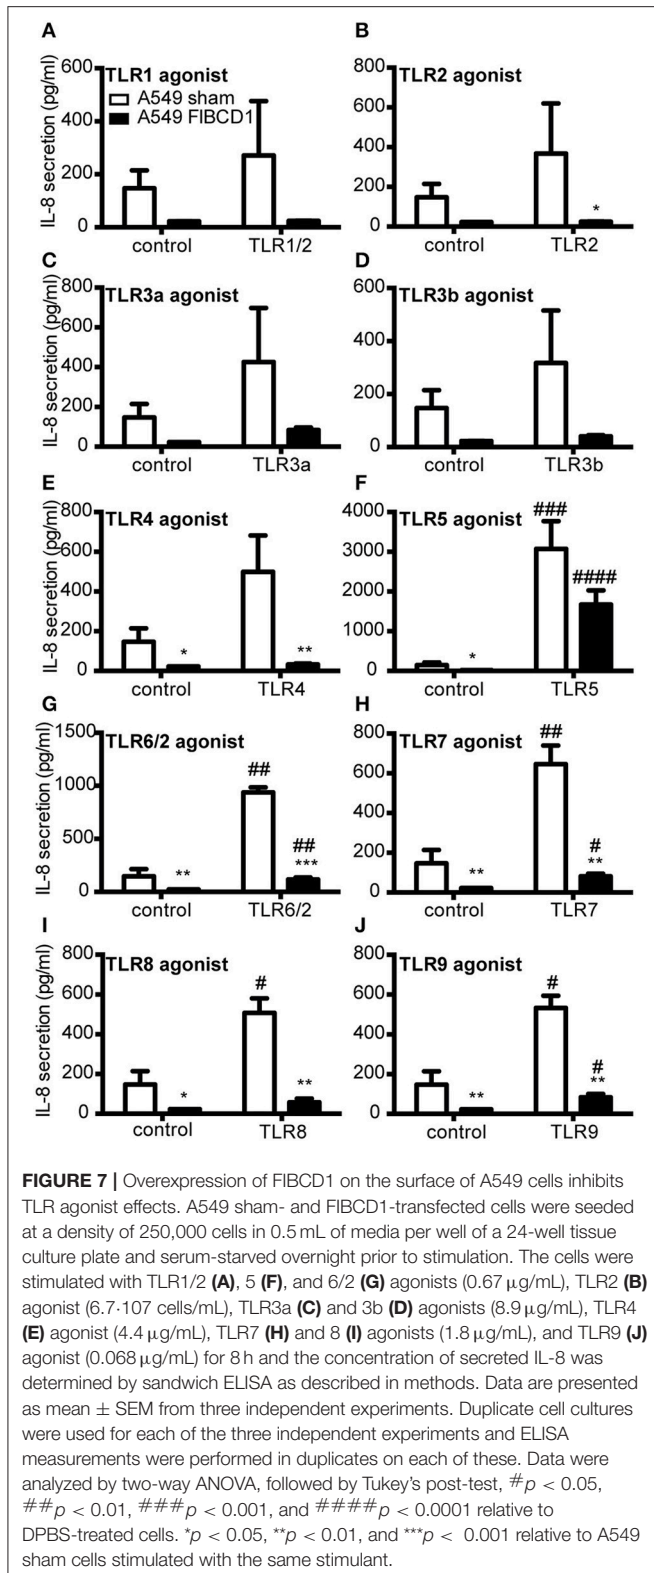 A
B
TLR1 agonist
TLR2 agonist
A549 sham
A549 FIBCD1
IL-8 secretion (pg/ml)
600
400
200
0
800
600
400
200
0
*
control
TLR1/2
control
TLR2
C
D
TLR3a agonist
TLR3b agonist
IL-8 secretion (pg/ml)
800
600
400
200
0
600
400
200
0
control
TLR3a
control
TLR3b
E
F
TLR4 agonist
TLR5 agonist
IL-8 secretion (pg/ml)
800
600
400
200
0
4000
3000
2000
1000
0
###
####
*
**
*
control
TLR4
control
TLR5
G
H
TLR6/2 agonist
TLR7 agonist
IL-8 secretion (pg/ml)
1500
1000
500
0
800
600
400
200
0
##
##
##
***
#
**
**
**
control
TLR6/2
control
TLR7
I
J
TLR8 agonist
TLR9 agonist
IL-8 secretion (pg/ml)
800
600
400
200
0
800
600
400
200
0
#
#
#
**
*
**
**
control
TLR8
control
TLR9
FIGURE 7 | Overexpression of FIBCD1 on the surface of A549 cells inhibits
TLR agonist effects. A549 sham- and FIBCD1-transfected cells were seeded
at a density of 250,000 cells in 0.5 mL of media per well of a 24-well tissue
culture plate and serum-starved overnight prior to stimulation. The cells were
stimulated with TLR1/2 (A), 5 (F), and 6/2 (G) agonists (0.67 µg/mL), TLR2 (B)
agonist (6.7·107 cells/mL), TLR3a (C) and 3b (D) agonists (8.9 µg/mL), TLR4
(E) agonist (4.4 µg/mL), TLR7 (H) and 8 (I) agonists (1.8 µg/mL), and TLR9 (J)
agonist (0.068 µg/mL) for 8 h and the concentration of secreted IL-8 was
determined by sandwich ELISA as described in methods. Data are presented
as mean ± SEM from three independent experiments. Duplicate cell cultures
were used for each of the three independent experiments and ELISA
measurements were performed in duplicates on each of these. Data were
analyzed by two-way ANOVA, followed by Tukey's post-test, #p < 0.05,
##p < 0.01, ###p < 0.001, and ####p < 0.0001 relative to
DPBS-treated cells. *p < 0.05, **p < 0.01, and ***p < 0.001 relative to A549
sham cells stimulated with the same stimulant.